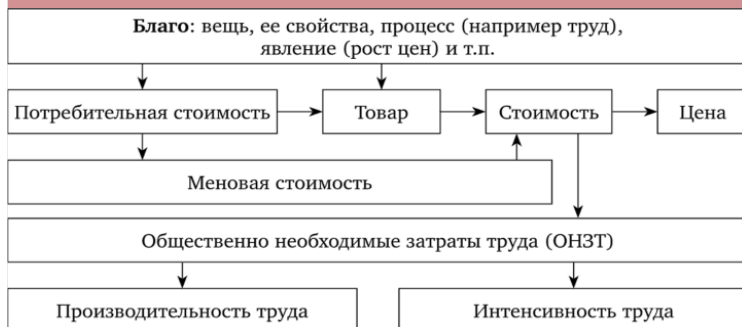 Благо: вещь, ее свойства, процесс (например труд),
явление (рост цен) и т.п.
Потребительная стоимость
Товар
Стоимость
Цена
Меновая стоимость
Общественно необходимые затраты труда (ОНЗТ)
Производительность труда
Интенсивность труда